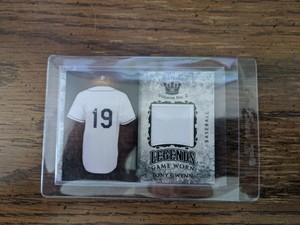 19
BASEBALL
LEGENDS
GAME WORN
TONY GWYNN